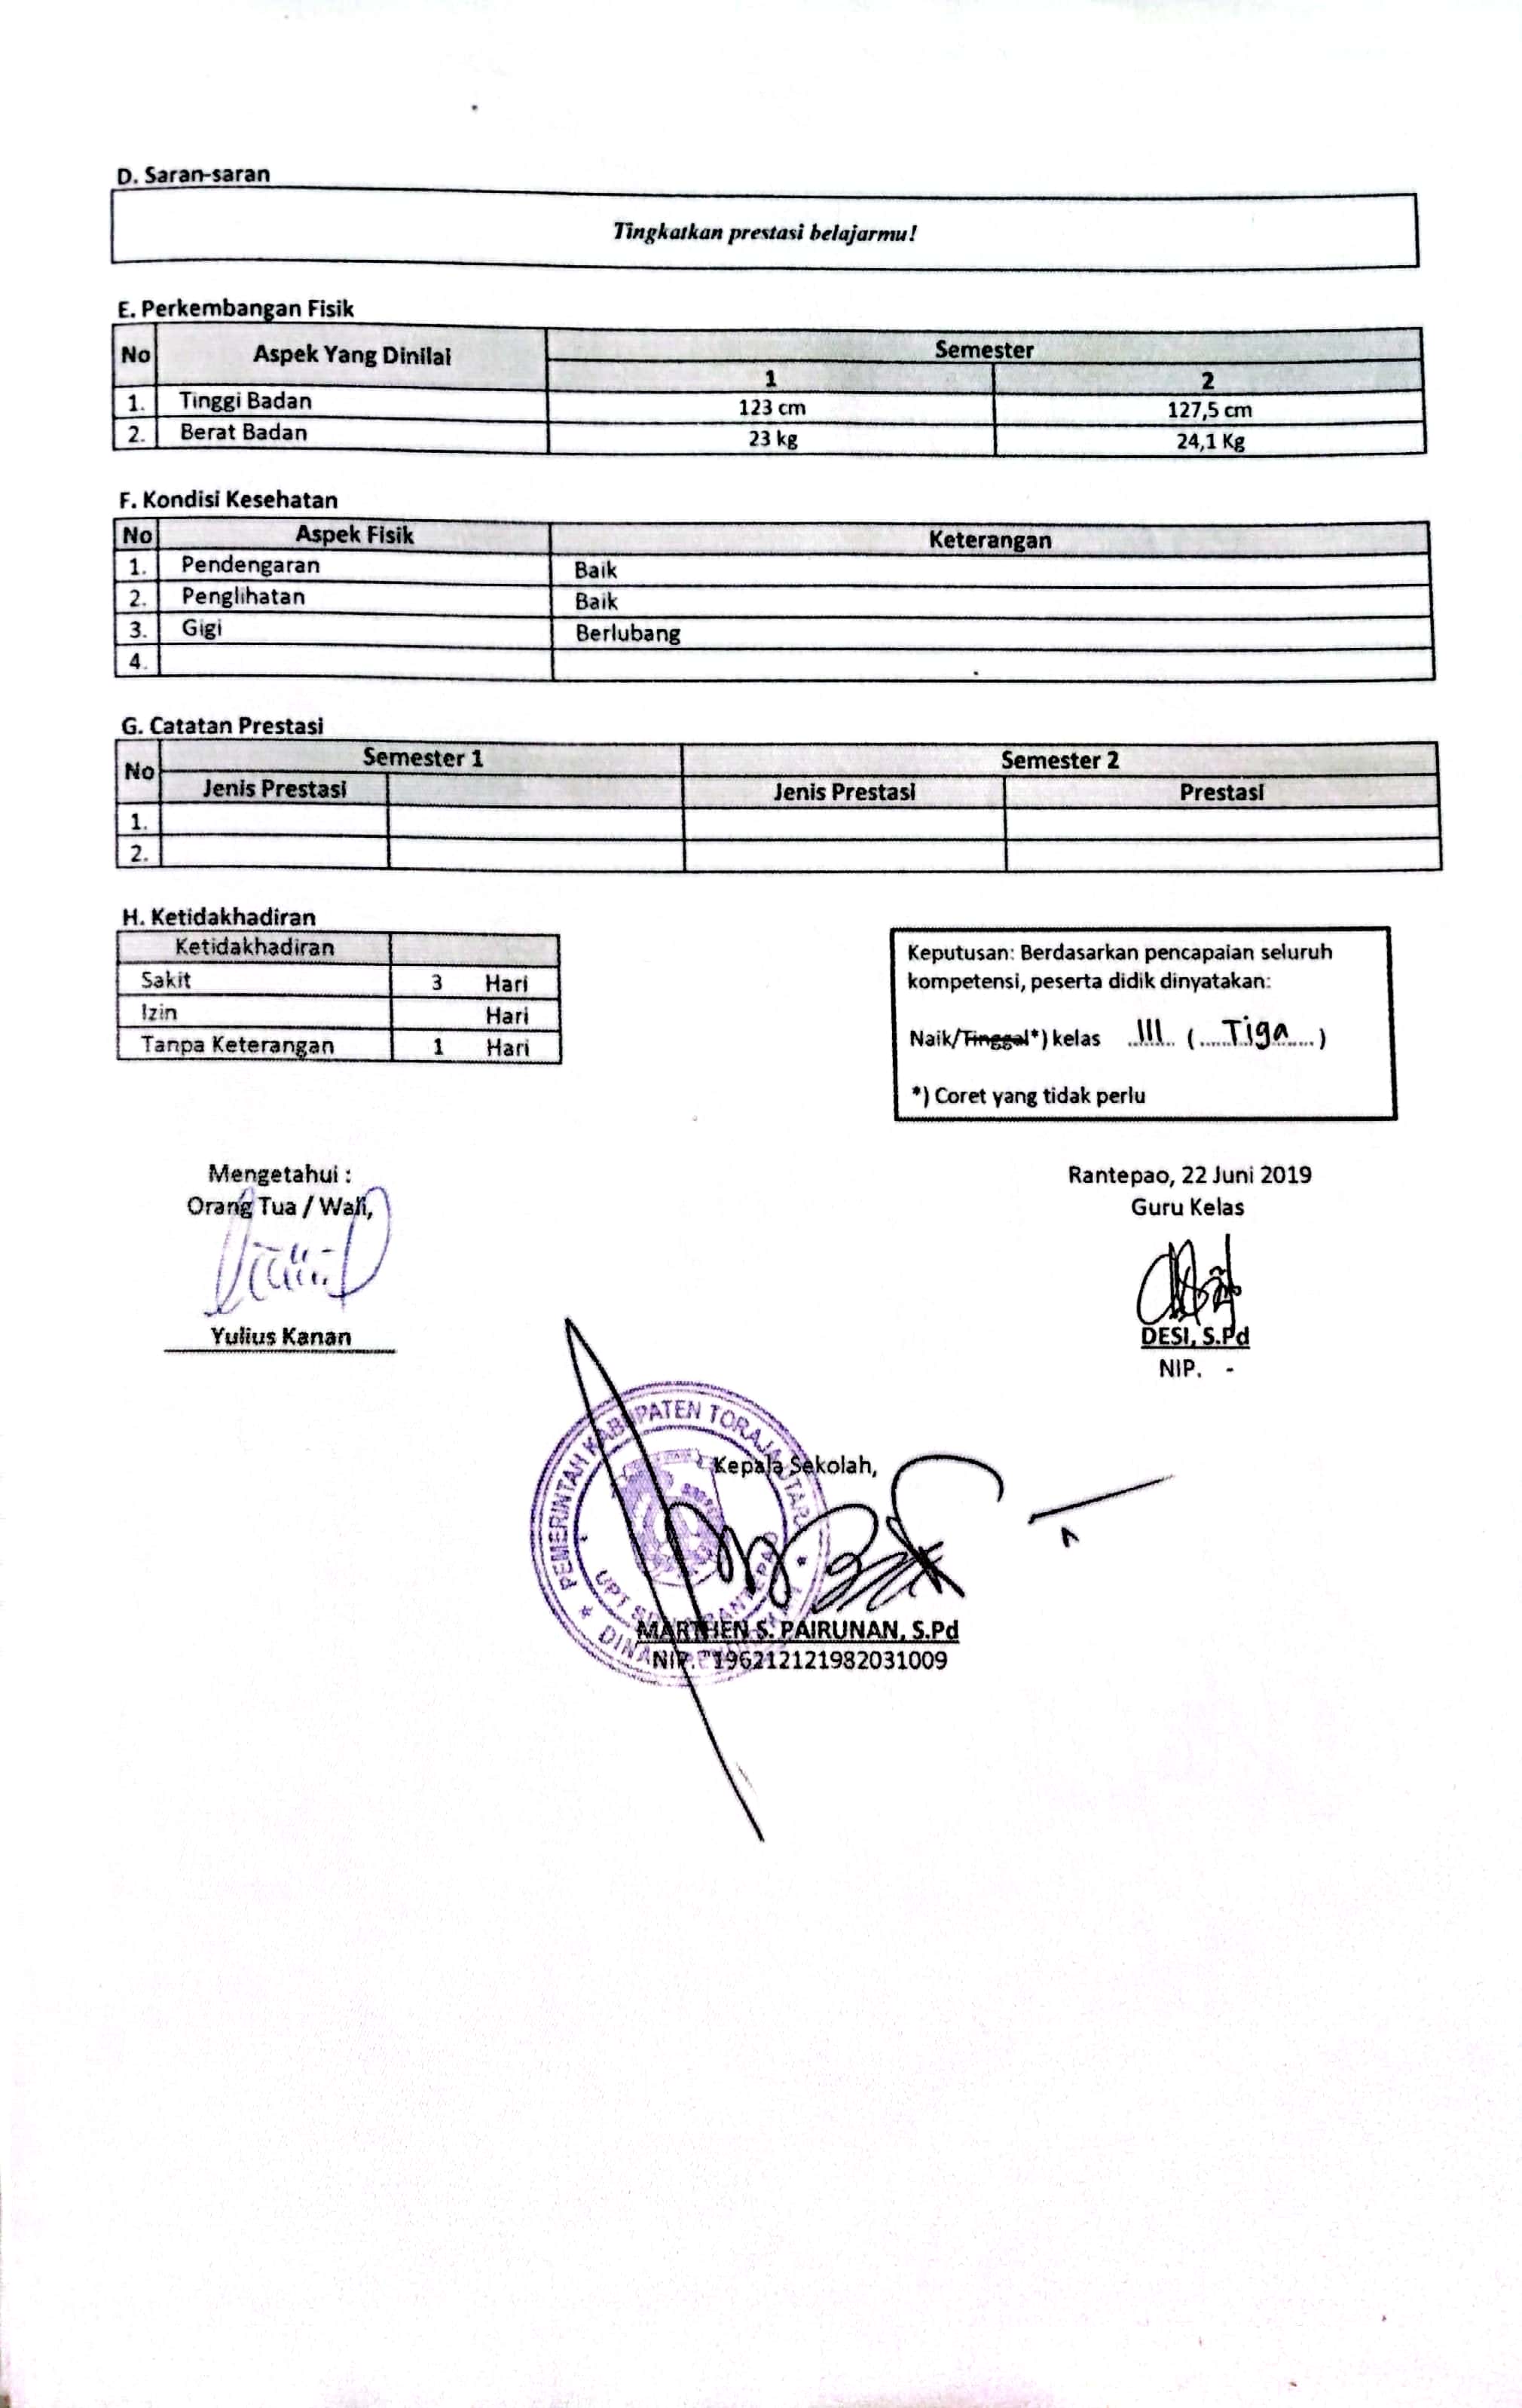 D. Saran-saran
Tingkatkan prestasi belajarmu!
E. Perkembangan Fisik
No Aspek Yang Dinilai Semester
1 2
1. Tinggi Badan 123 cm 127,5 cm
2. Berat Badan 23 kg 24,1 Kg
F. Kondisi Kesehatan
No Aspek Fisik Keterangan
1. Pendengaran Baik
2. Penglihatan Baik
3. Gigi Berlubang
4.
G. Catatan Prestasi
No Semester 1 Semester 2
Jenis Prestasi Jenis Prestasi Prestasi
1.
2.
H. Ketidakhadiran
Ketidakhadiran
Sakit 3 Hari
Izin Hari
Tanpa Keterangan 1 Hari
Keputusan: Berdasarkan pencapaian seluruh
kompetensi, peserta didik dinyatakan:
Naik/Tinggal*) kelas III (Tiga)
*) Coret yang tidak perlu
Mengetahui :
Orang Tua / Wali,
Yulius Kanan
Rantepao, 22 Juni 2019
Guru Kelas
DESI, S.Pd
NIP. -
PEMERINTAH KABUPATEN TORAJA UTARA
UPT RANTEPAO
DINAS
Kepala Sekolah,
MARTHEN S. PAIRUNAN, S.Pd
NIP. 196212121982031009